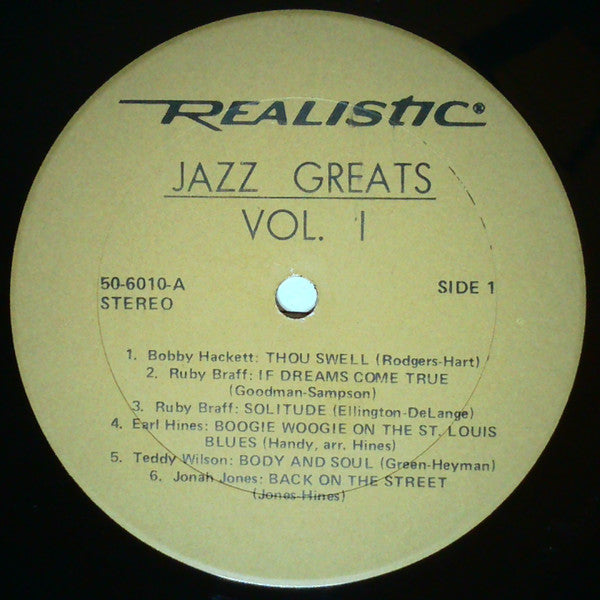 REALISTIC®
JAZZ GREATS
VOL. I
50-6010-A
STEREO
SIDE 1
1. Bobby Hackett: THOU SWELL (Rodgers-Hart)
2. Ruby Braff: IF DREAMS COME TRUE
(Goodman-Sampson)
3. Ruby Braff: SOLITUDE (Ellington-DeLange)
4. Earl Hines: BOOGIE WOOGIE ON THE ST. LOUIS
BLUES (Handy, arr. Hines)
5. Teddy Wilson: BODY AND SOUL (Green-Heyman)
6. Jonah Jones: BACK ON THE STREET
(Jones-Hines)